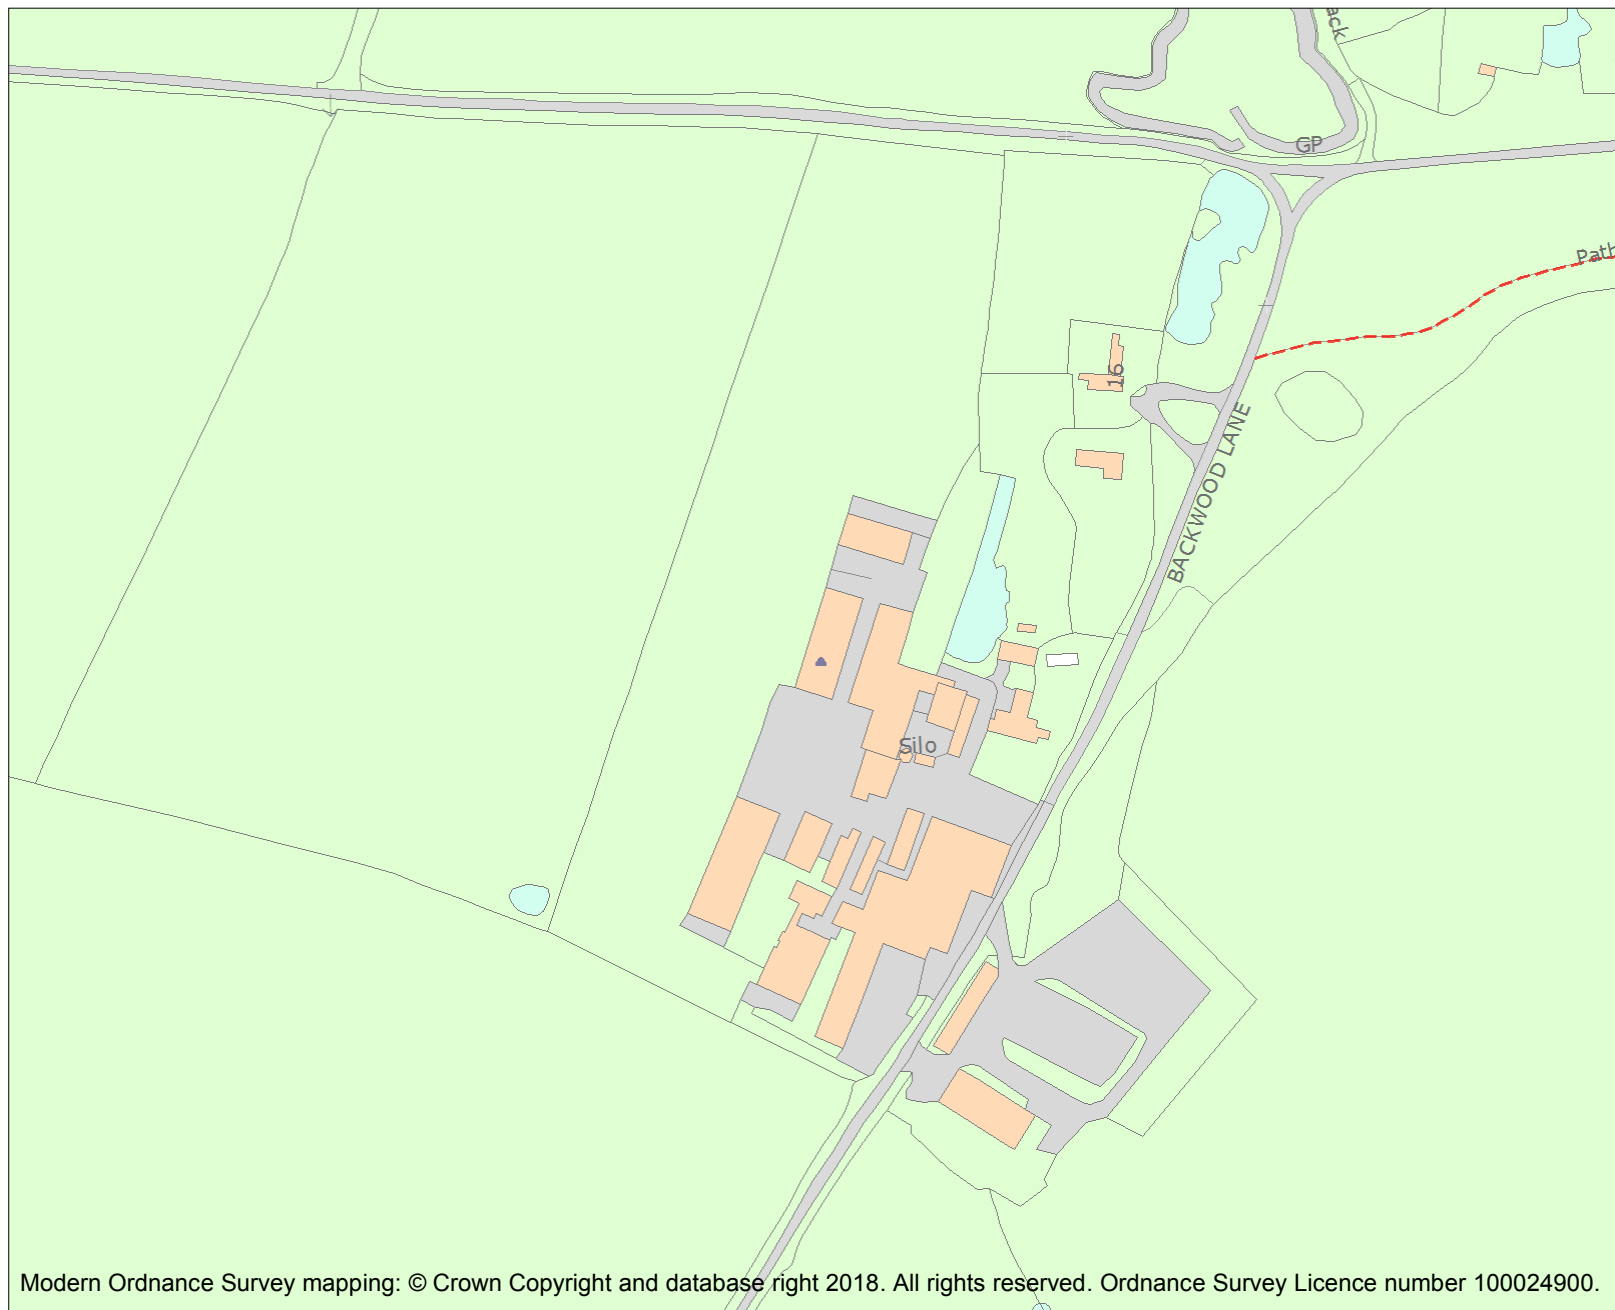 ack
GP
Path
16
BACKWOOD LANE
Silo
Modern Ordnance Survey mapping: © Crown Copyright and database right 2018. All rights reserved. Ordnance Survey Licence number 100024900.